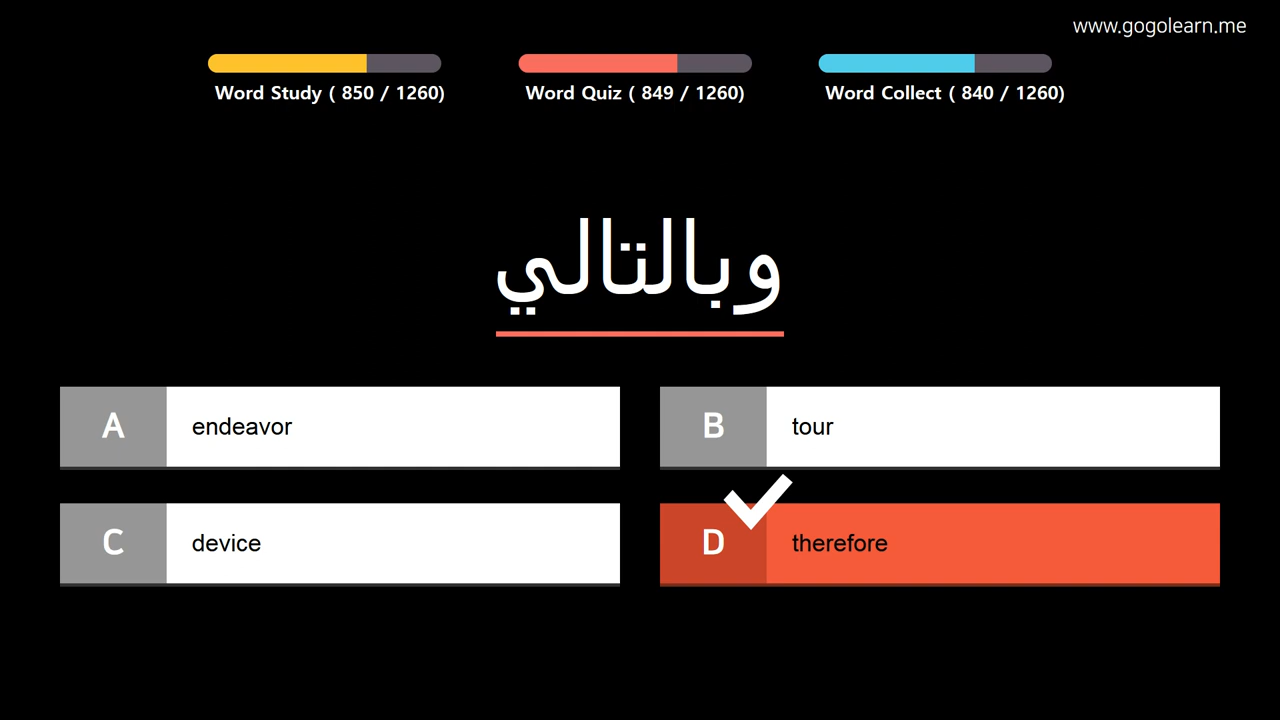 www.gogolearn.me
Word Study ( 850 / 1260)
Word Quiz ( 849 / 1260)
Word Collect ( 840 / 1260)
وبالتالي
A endeavor
B tour
C device
D therefore